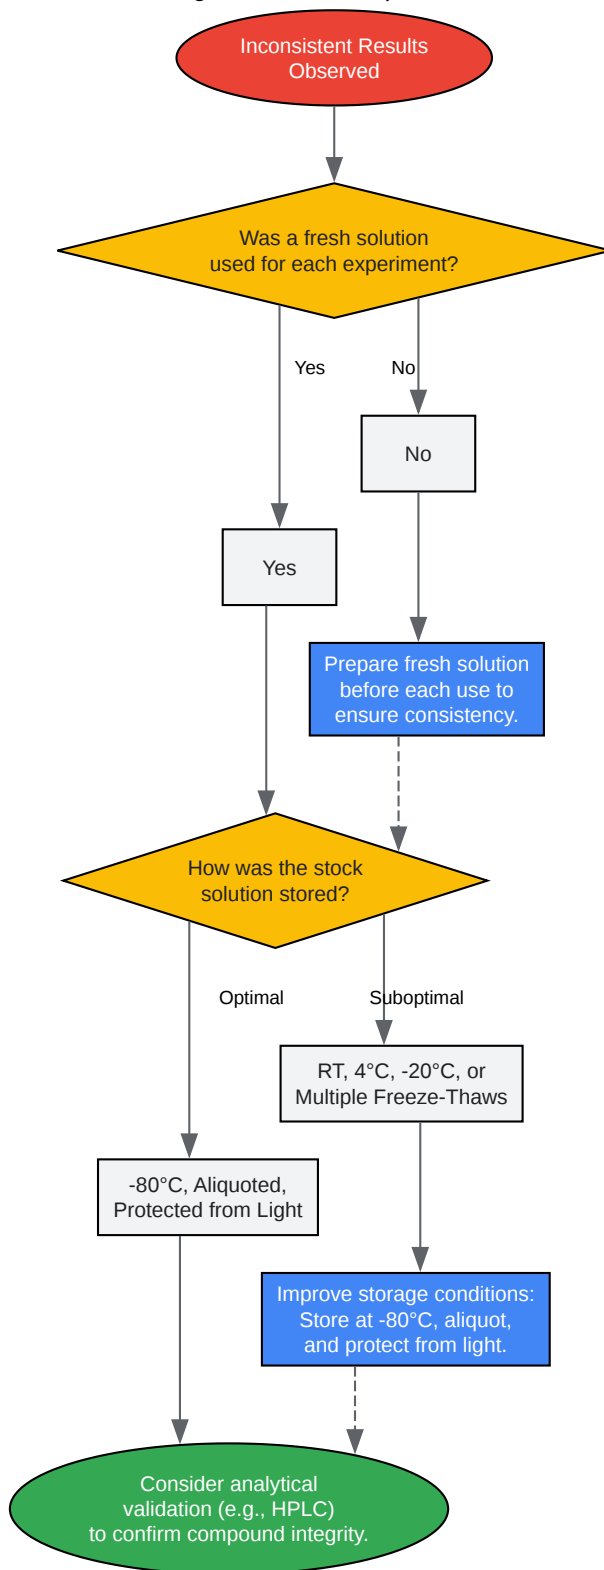 Inconsistent Results
Observed
Was a fresh solution
used for each experiment?
Yes
No
No
Yes
Prepare fresh solution
before each use to
ensure consistency.
How was the stock
solution stored?
Optimal
Suboptimal
RT, 4°C, -20°C, or
Multiple Freeze-Thaws
-80°C, Aliquoted,
Protected from Light
Improve storage conditions:
Store at -80°C, aliquot,
and protect from light.
Consider analytical
validation (e.g., HPLC)
to confirm compound integrity.